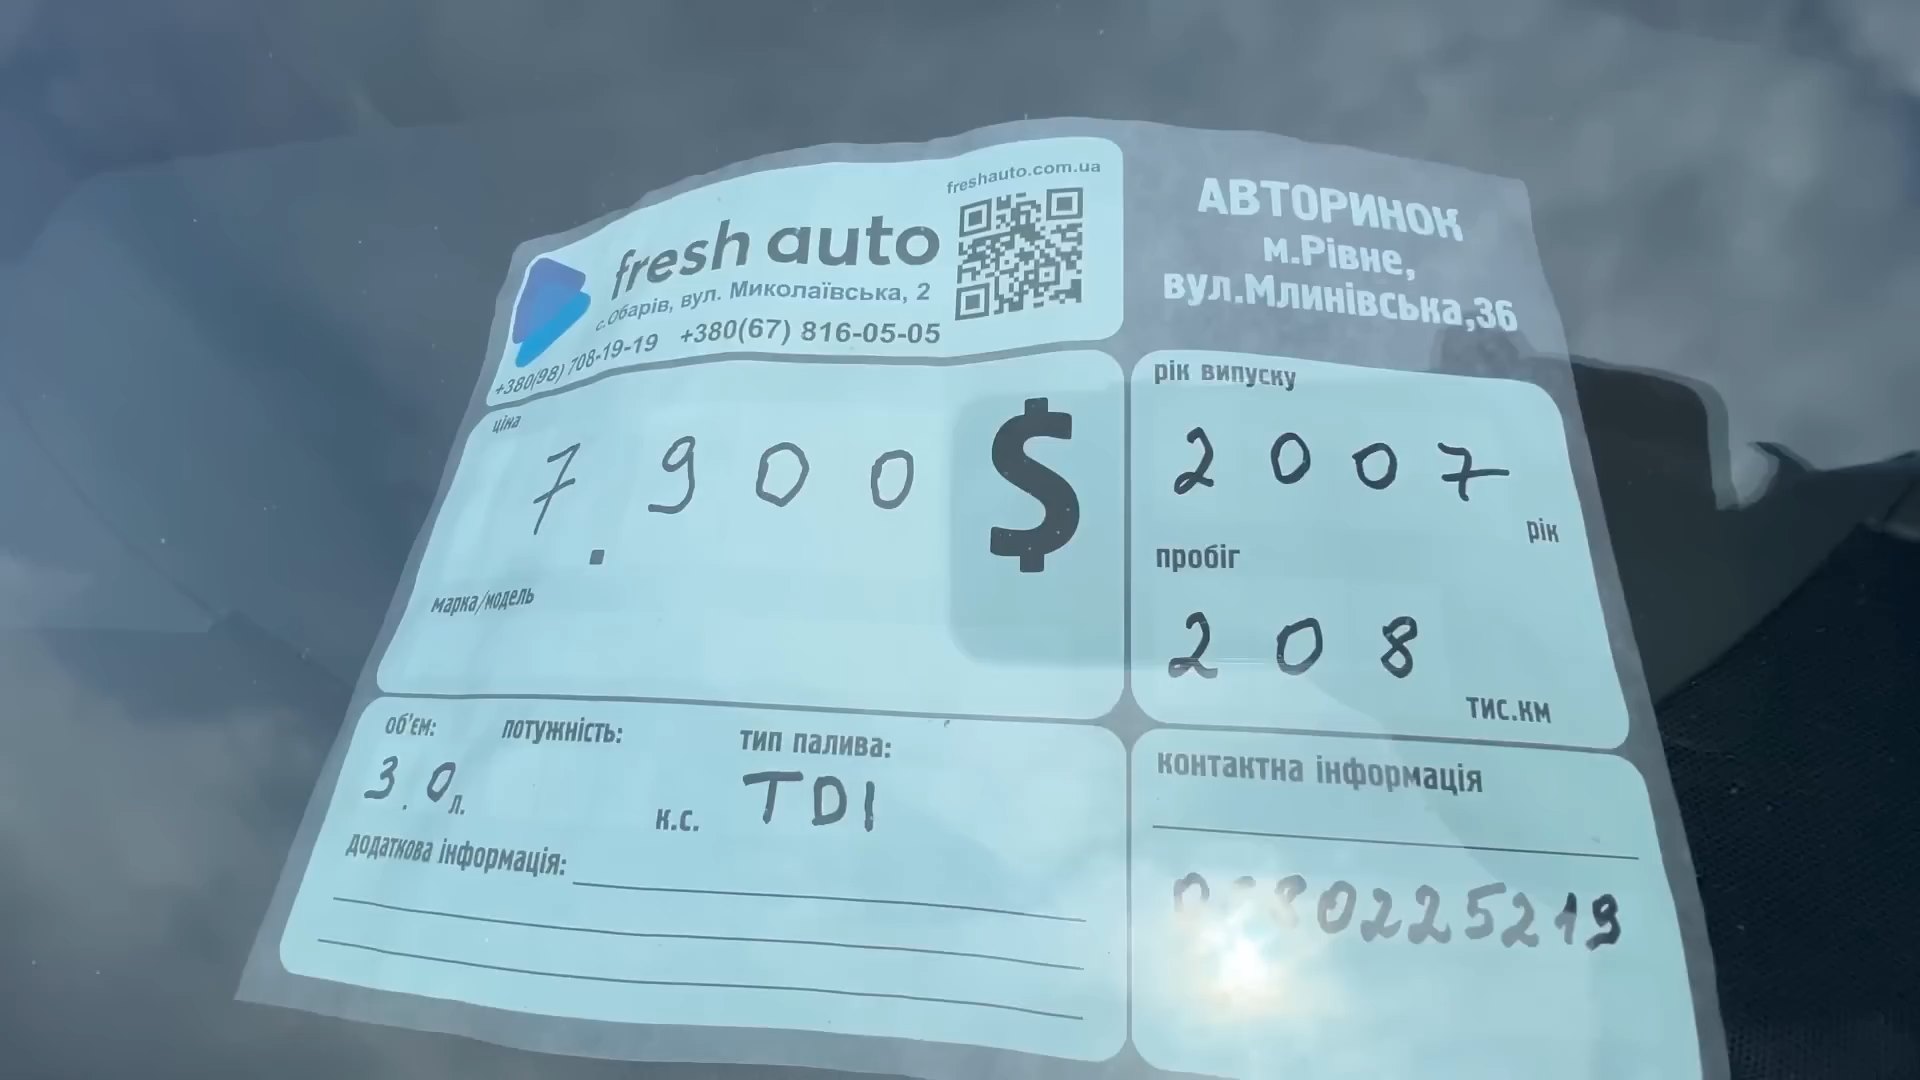 freshauto.com.ua
fresh auto
с.Обарів, вул. Миколаївська, 2
+380(98) 708-19-19 +380(67) 816-05-05
АВТОРИНОК
м.Рівне,
вул.Млинівська,36
ціна
7.900 $
марка/модель
рік випуску
2007
рік
пробіг
208
тис.км
об'єм:
3.0 л.
потужність:
к.с.
тип палива:
TDI
додаткова інформація:
контактна інформація